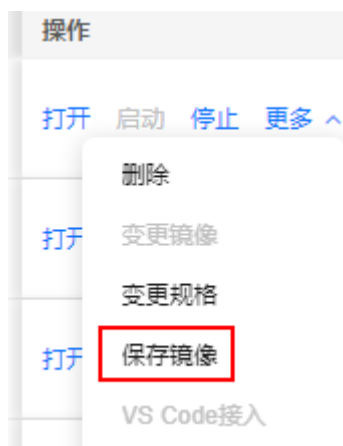 操作
打开 启动 停止 更多
删除
打开 变更镜像
变更规格
打开 保存镜像
VS Code接入